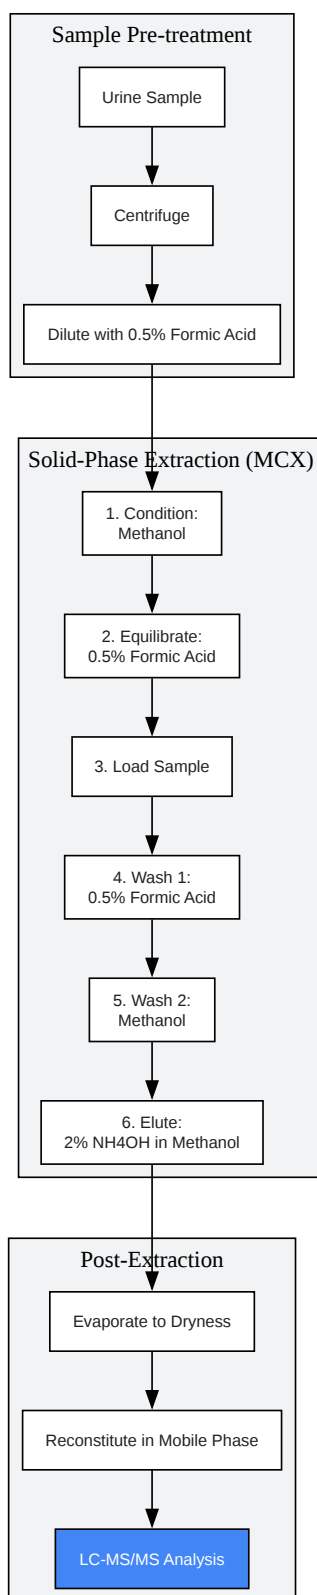 Sample Pre-treatment
Urine Sample
Centrifuge
Dilute with 0.5% Formic Acid
Solid-Phase Extraction (MCX)
1. Condition:
Methanol
2. Equilibrate:
0.5% Formic Acid
3. Load Sample
4. Wash 1:
0.5% Formic Acid
5. Wash 2:
Methanol
6. Elute:
2% NH4OH in Methanol
Post-Extraction
Evaporate to Dryness
Reconstitute in Mobile Phase
LC-MS/MS Analysis